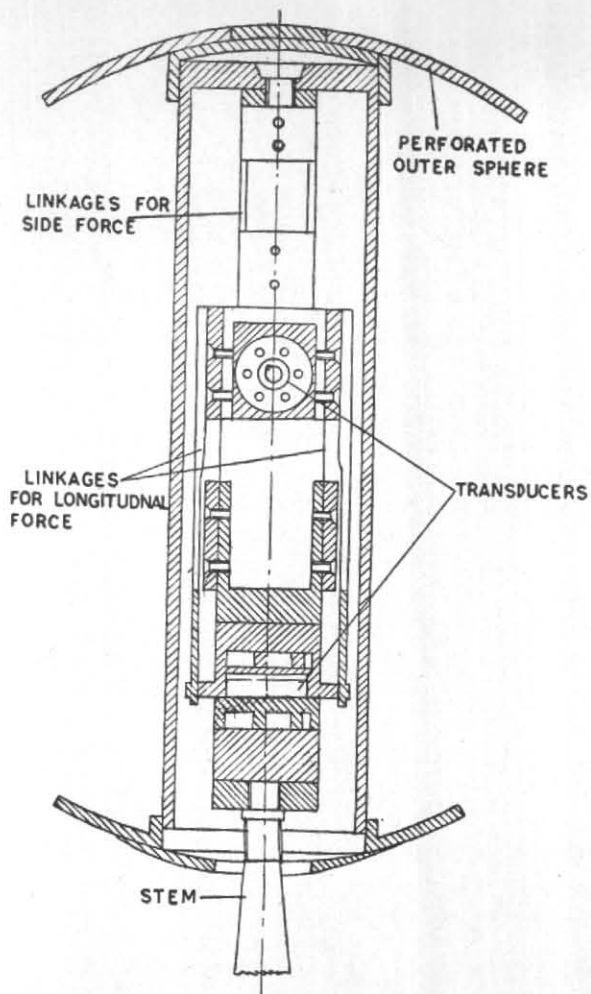 PERFORATED
OUTER SPHERE
LINKAGES FOR
SIDE FORCE
LINKAGES
FOR LONGITUDNAL
FORCE
TRANSDUCERS
STEM